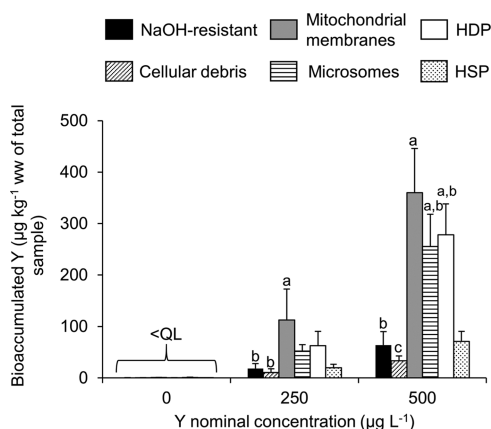 NaOH-resistant
Mitochondrial
membranes
HDP
Cellular debris
Microsomes
HSP
Bioaccumulated Y (µg kg⁻¹ ww of total
sample)
500
400
300
200
100
0
<QL
b
b
a
b
c
a
a,b
a,b
0
250
500
Y nominal concentration (µg L⁻¹)